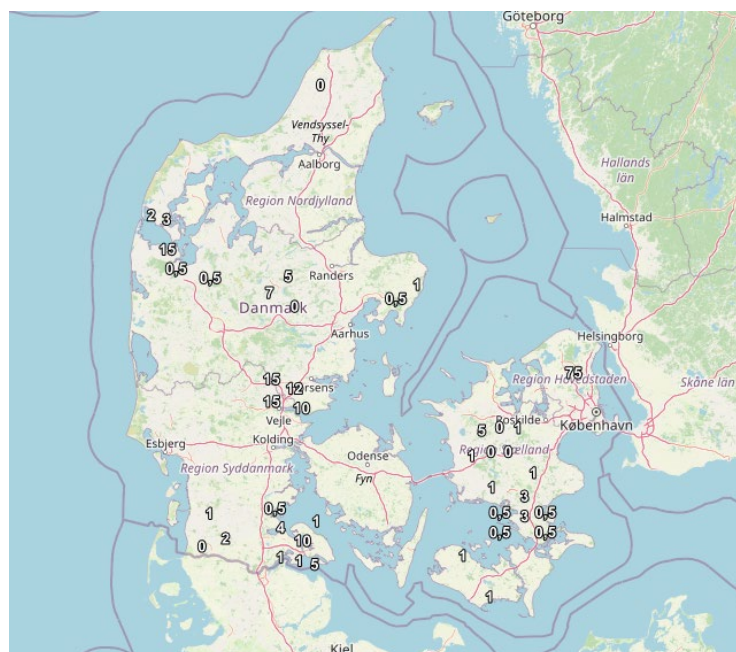 Göteborg
0
Vendsyssel-
Thy
Aalborg
Hallands
län
Region Nordjylland
2
3
Halmstad
15
0,5
0,5
5
Randers
1
7
0,5
Danmark
0
Aarhus
Helsingborg
15
12
75
Region Hovedstaden
Skåne län
15
10
Vejle
Roskilde
København
5
0
1
Esbjerg
Kolding
Odense
1
0
0
Region Syddanmark
Fyn
1
1
3
1
0,5
1
0,5
3
0,5
4
0,5
0,5
0
2
10
1
1
1
5
1
Kiel